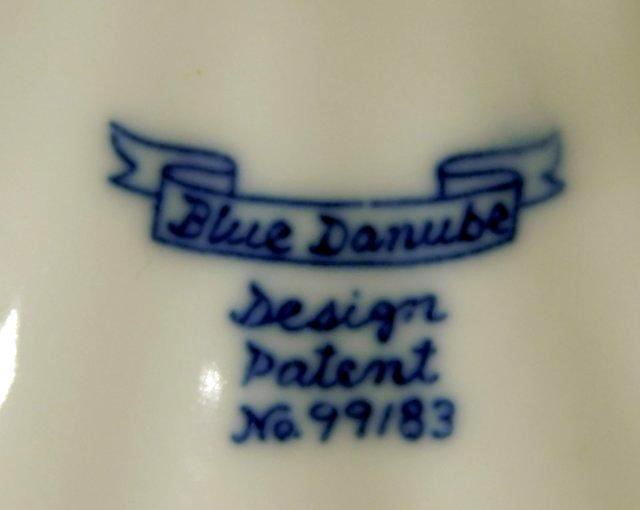 Blue Danube
Design
Patent
No. 99183